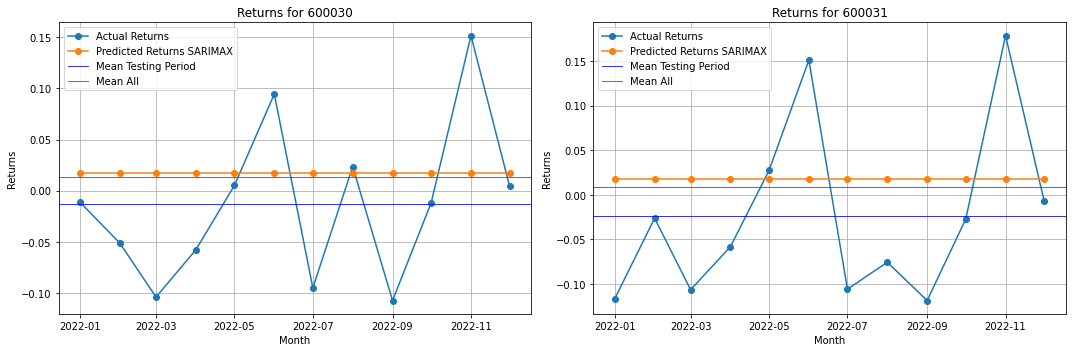 Returns for 600030
Actual Returns
Predicted Returns SARIMAX
Mean Testing Period
Mean All
0.15
0.10
0.05
0.00
−0.05
−0.10
Returns
2022-01
2022-03
2022-05
2022-07
2022-09
2022-11
Month
Returns for 600031
Actual Returns
Predicted Returns SARIMAX
Mean Testing Period
Mean All
0.15
0.10
0.05
0.00
−0.05
−0.10
Returns
2022-01
2022-03
2022-05
2022-07
2022-09
2022-11
Month